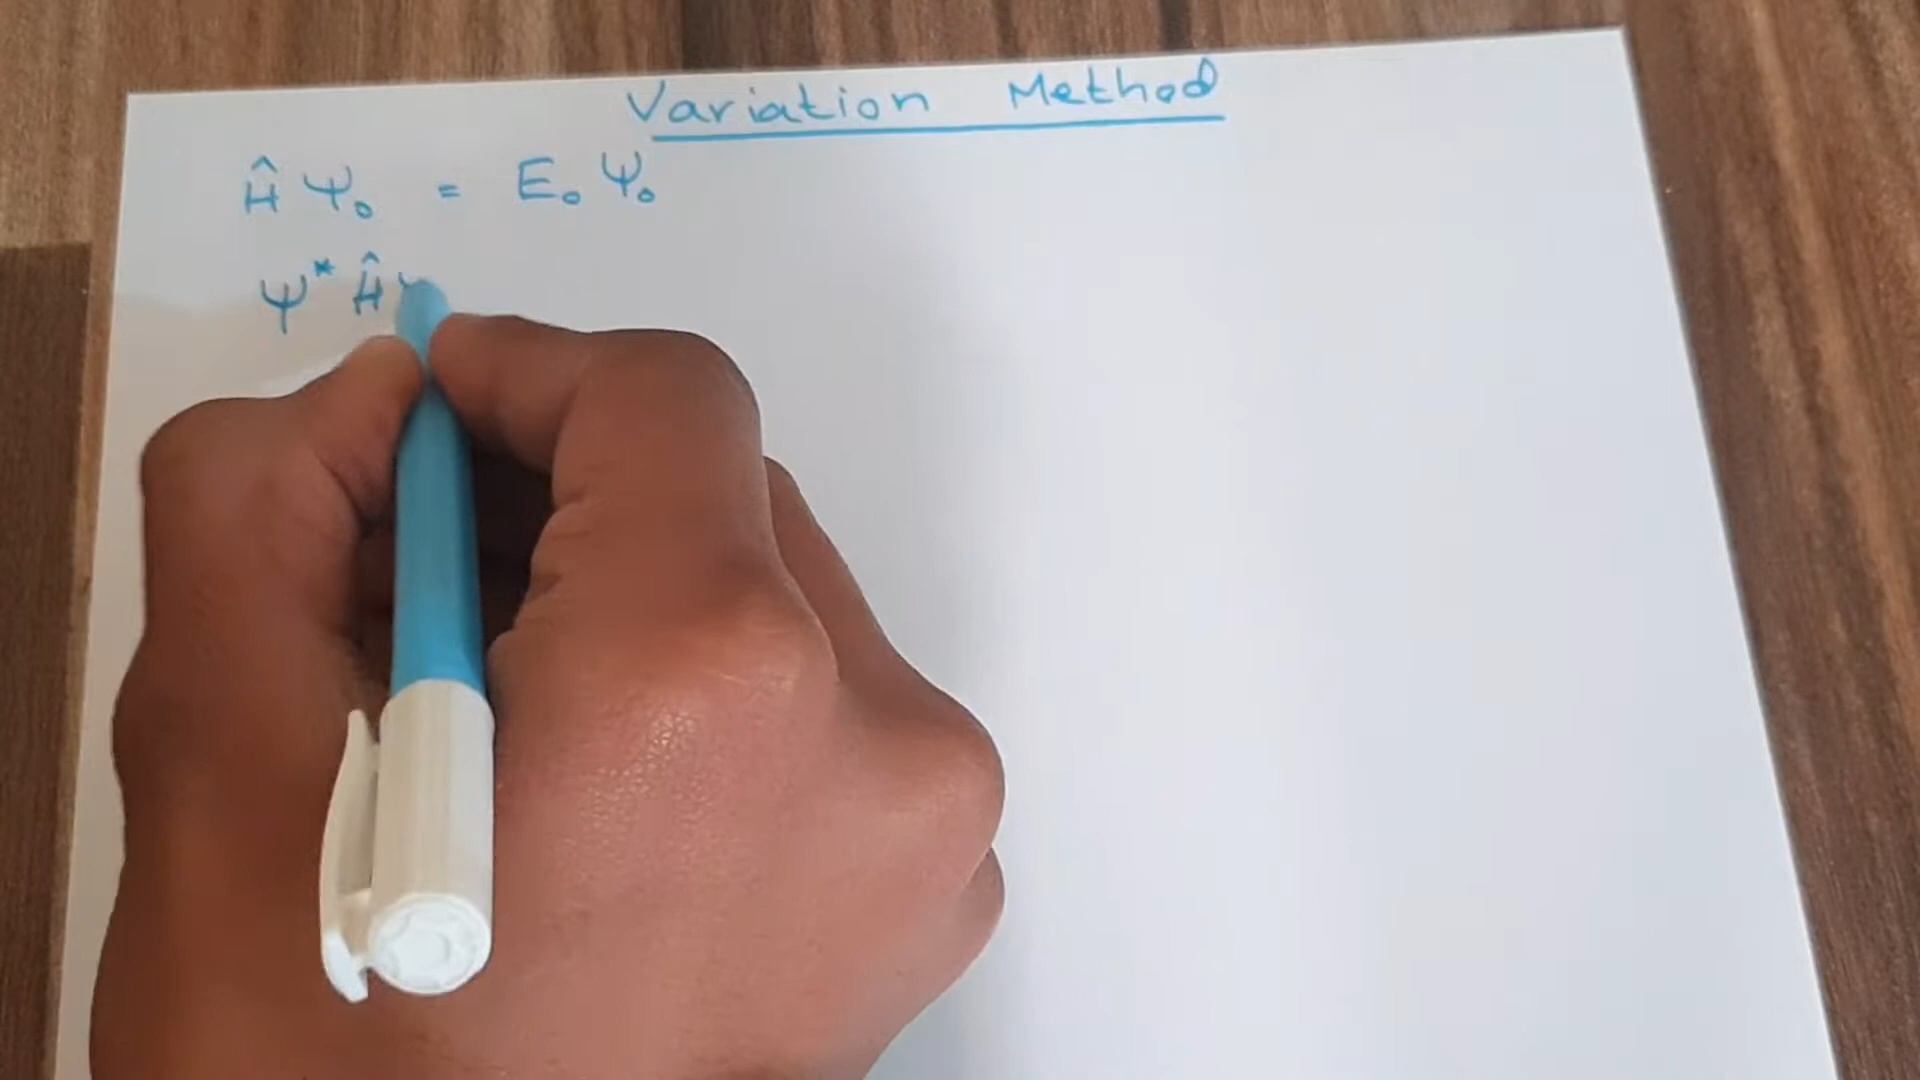 Variation Method
Ĥ Ψ₀ = E₀ Ψ₀
Ψ* Ĥ